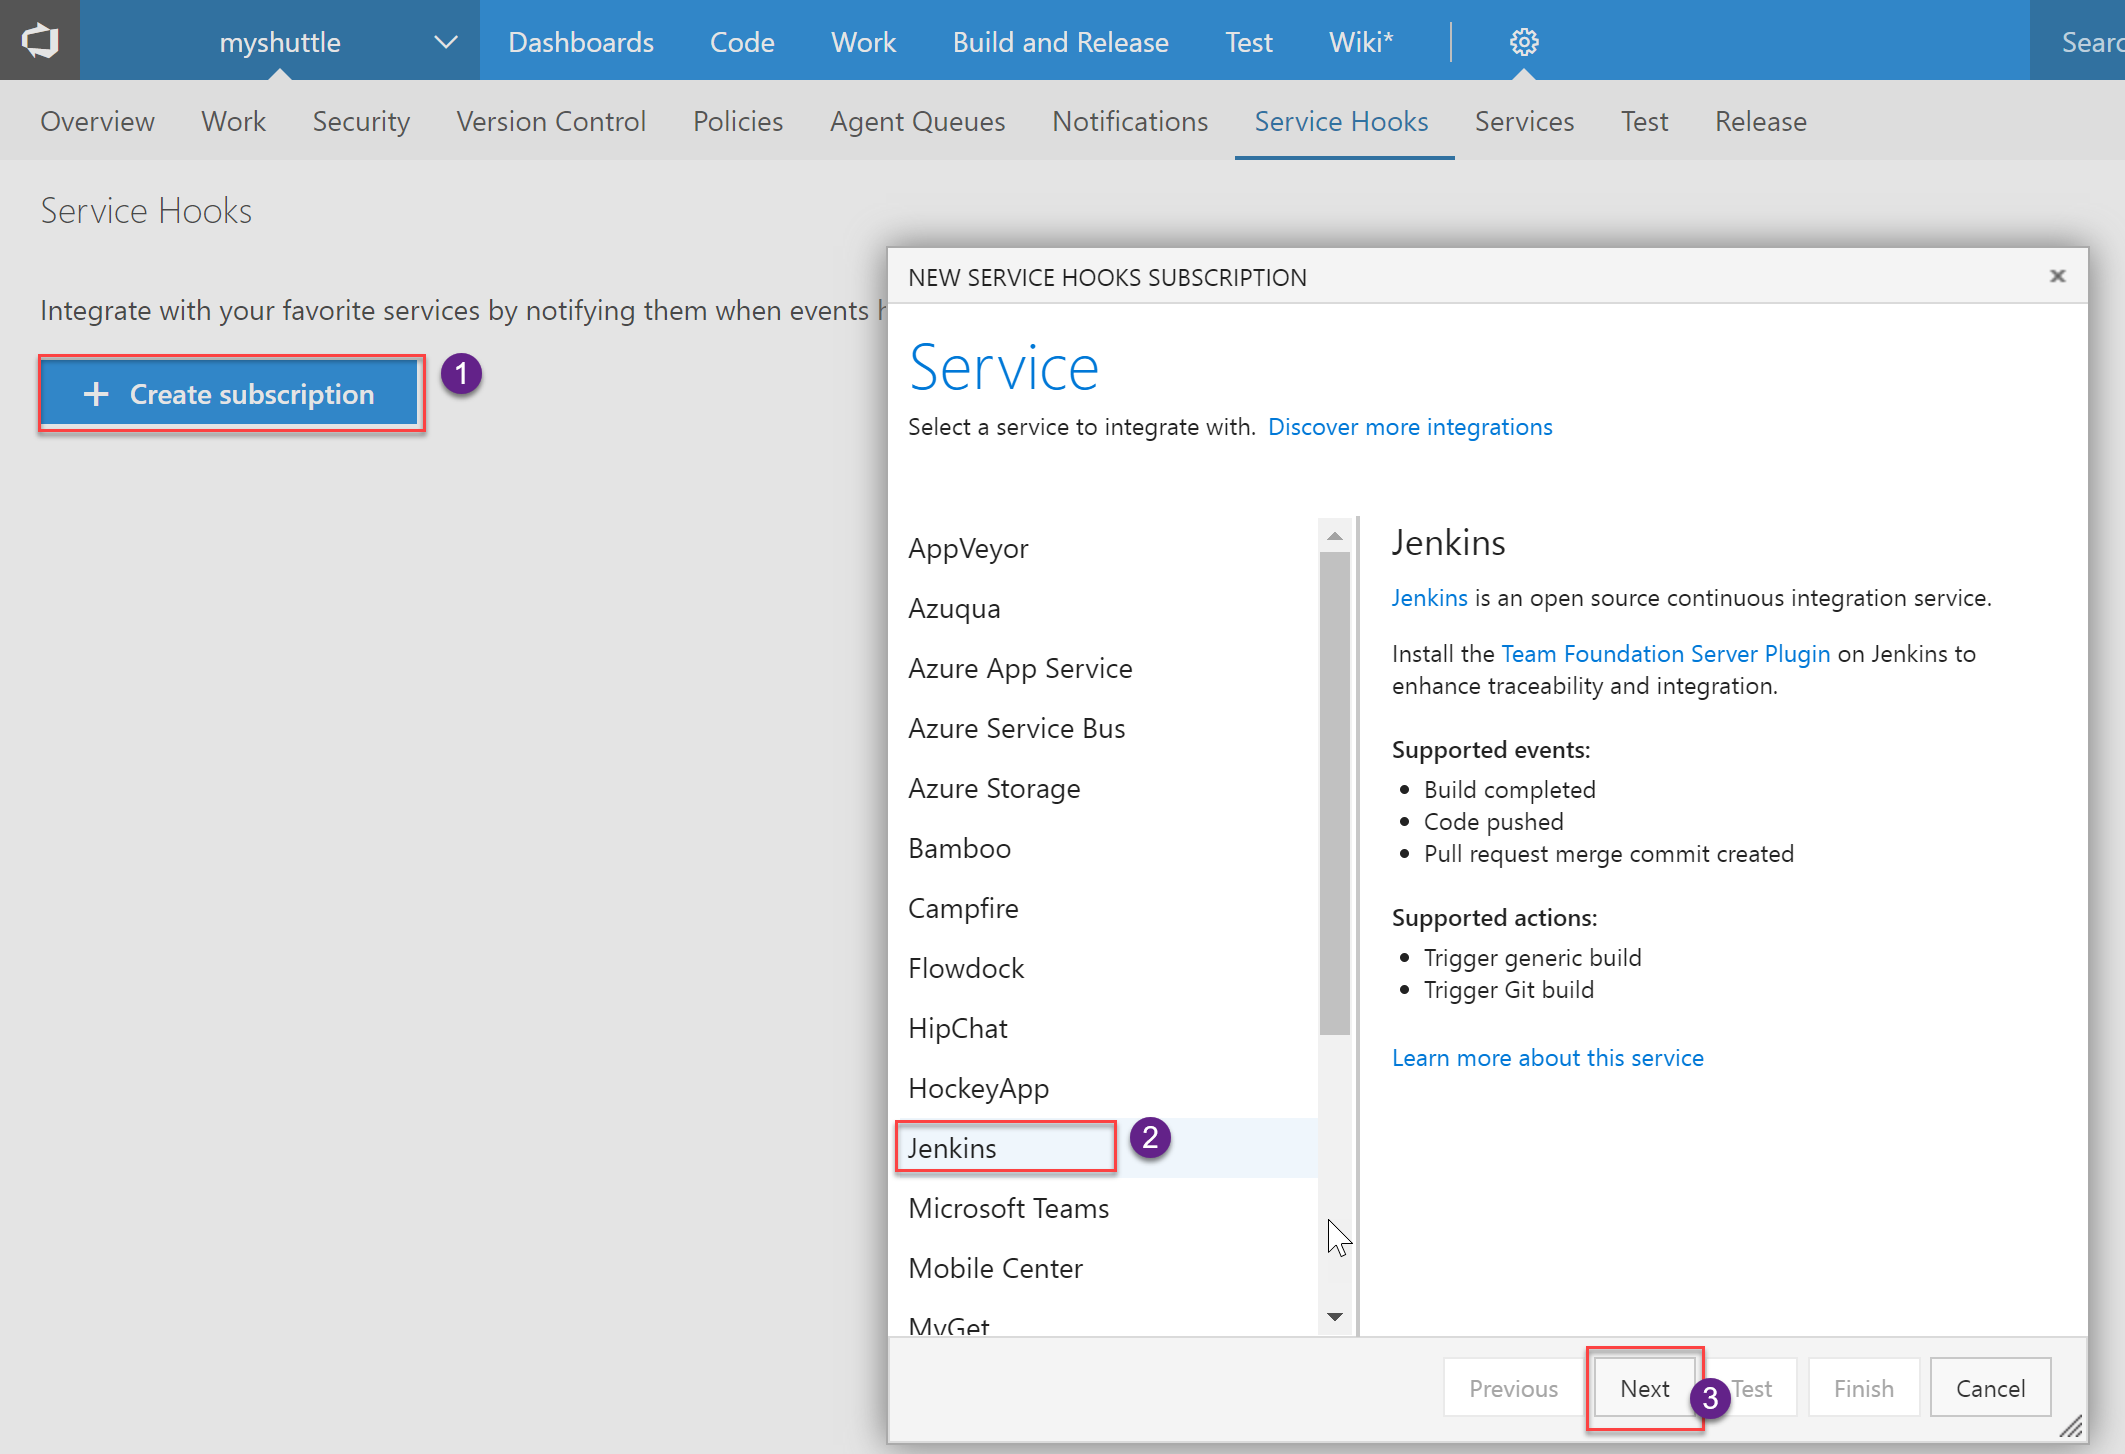 myshuttle Dashboards Code Work Build and Release Test Wiki*
Overview Work Security Version Control Policies Agent Queues Notifications Service Hooks Services Test Release
Service Hooks
Integrate with your favorite services by notifying them when events
+ Create subscription 1
NEW SERVICE HOOKS SUBSCRIPTION
Service
Select a service to integrate with. Discover more integrations
AppVeyor
Azuqua
Azure App Service
Azure Service Bus
Azure Storage
Bamboo
Campfire
Flowdock
HipChat
HockeyApp
Jenkins 2
Microsoft Teams
Mobile Center
MyGet
Jenkins
Jenkins is an open source continuous integration service.
Install the Team Foundation Server Plugin on Jenkins to
enhance traceability and integration.
Supported events:
• Build completed
• Code pushed
• Pull request merge commit created
Supported actions:
• Trigger generic build
• Trigger Git build
Learn more about this service
Previous Next 3 Test Finish Cancel